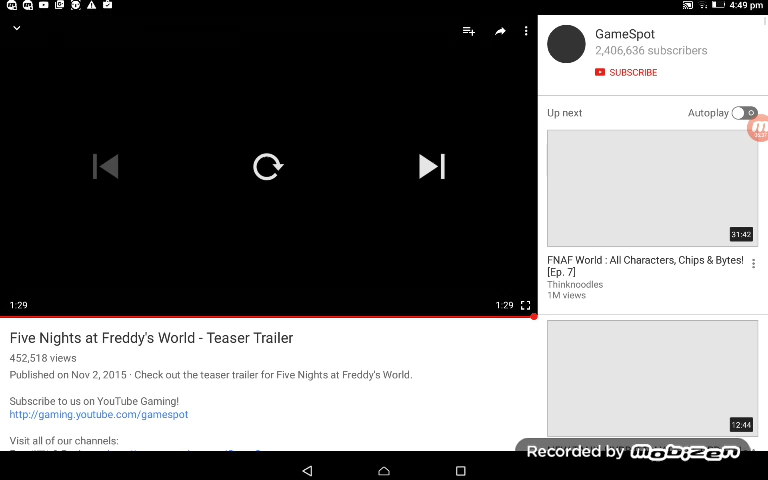 4:49 pm
GameSpot
2,406,636 subscribers
SUBSCRIBE
Up next
Autoplay
31:42
FNAF World : All Characters, Chips & Bytes!
[Ep. 7]
Thinknoodles
1M views
12:44
1:29
1:29
Five Nights at Freddy's World - Teaser Trailer
452,518 views
Published on Nov 2, 2015 · Check out the teaser trailer for Five Nights at Freddy's World.
Subscribe to us on YouTube Gaming!
http://gaming.youtube.com/gamespot
Visit all of our channels:
Recorded by mobizen